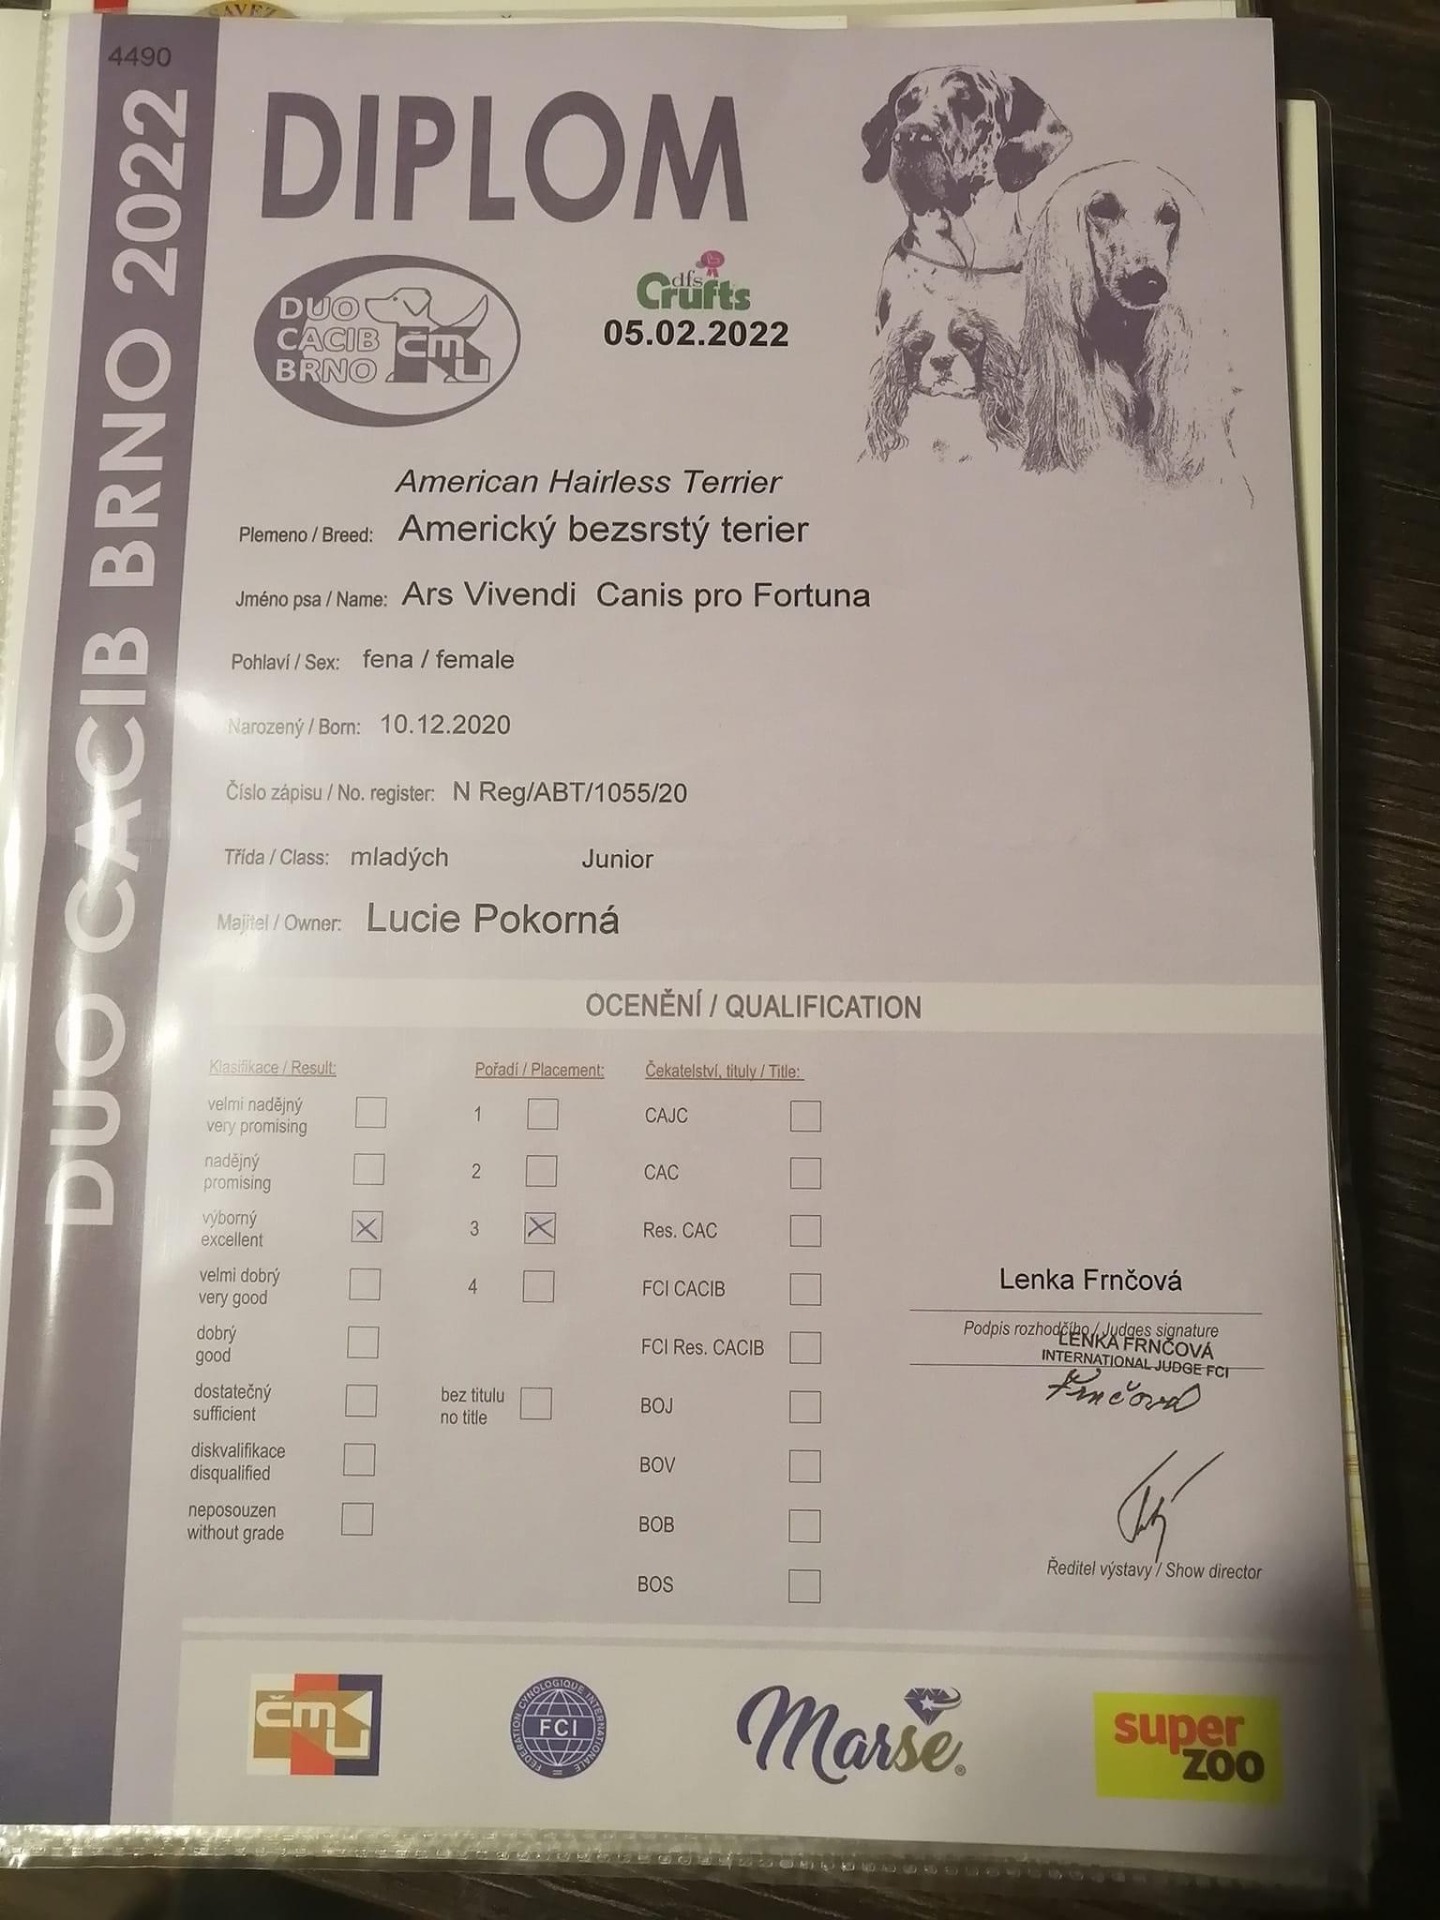 4490
DUO CACIB BRNO 2022
DIPLOM
DUO
CACIB
BRNO
ČM
U
dfs
Crufts
05.02.2022
American Hairless Terrier
Plemeno / Breed: Americký bezsrstý terier
Jméno psa / Name: Ars Vivendi Canis pro Fortuna
Pohlaví / Sex: fena / female
Narozený / Born: 10.12.2020
Číslo zápisu / No. register: N Reg/ABT/1055/20
Třída / Class: mladých Junior
Majitel / Owner: Lucie Pokorná
OCENĚNÍ / QUALIFICATION
Klasifikace / Result: Pořadí / Placement: Čekatelství, tituly / Title:
velmi nadějný
very promising
1
CAJC
nadějný
promising
2
CAC
výborný
excellent
3
Res. CAC
velmi dobrý
very good
4
FCI CACIB
dobrý
good
FCI Res. CACIB
dostatečný
sufficient
bez titulu
no title
BOJ
diskvalifikace
disqualified
BOV
neposouzen
without grade
BOB
BOS
Lenka Frnčová
Podpis rozhodčího / Judges signature
LENKA FRNČOVÁ
INTERNATIONAL JUDGE FCI
Frnčová
Ředitel výstavy / Show director
ČM
U
FEDERATION CYNOLOGIQUE INTERNATIONALE
FCI
Marse®
super
zoo